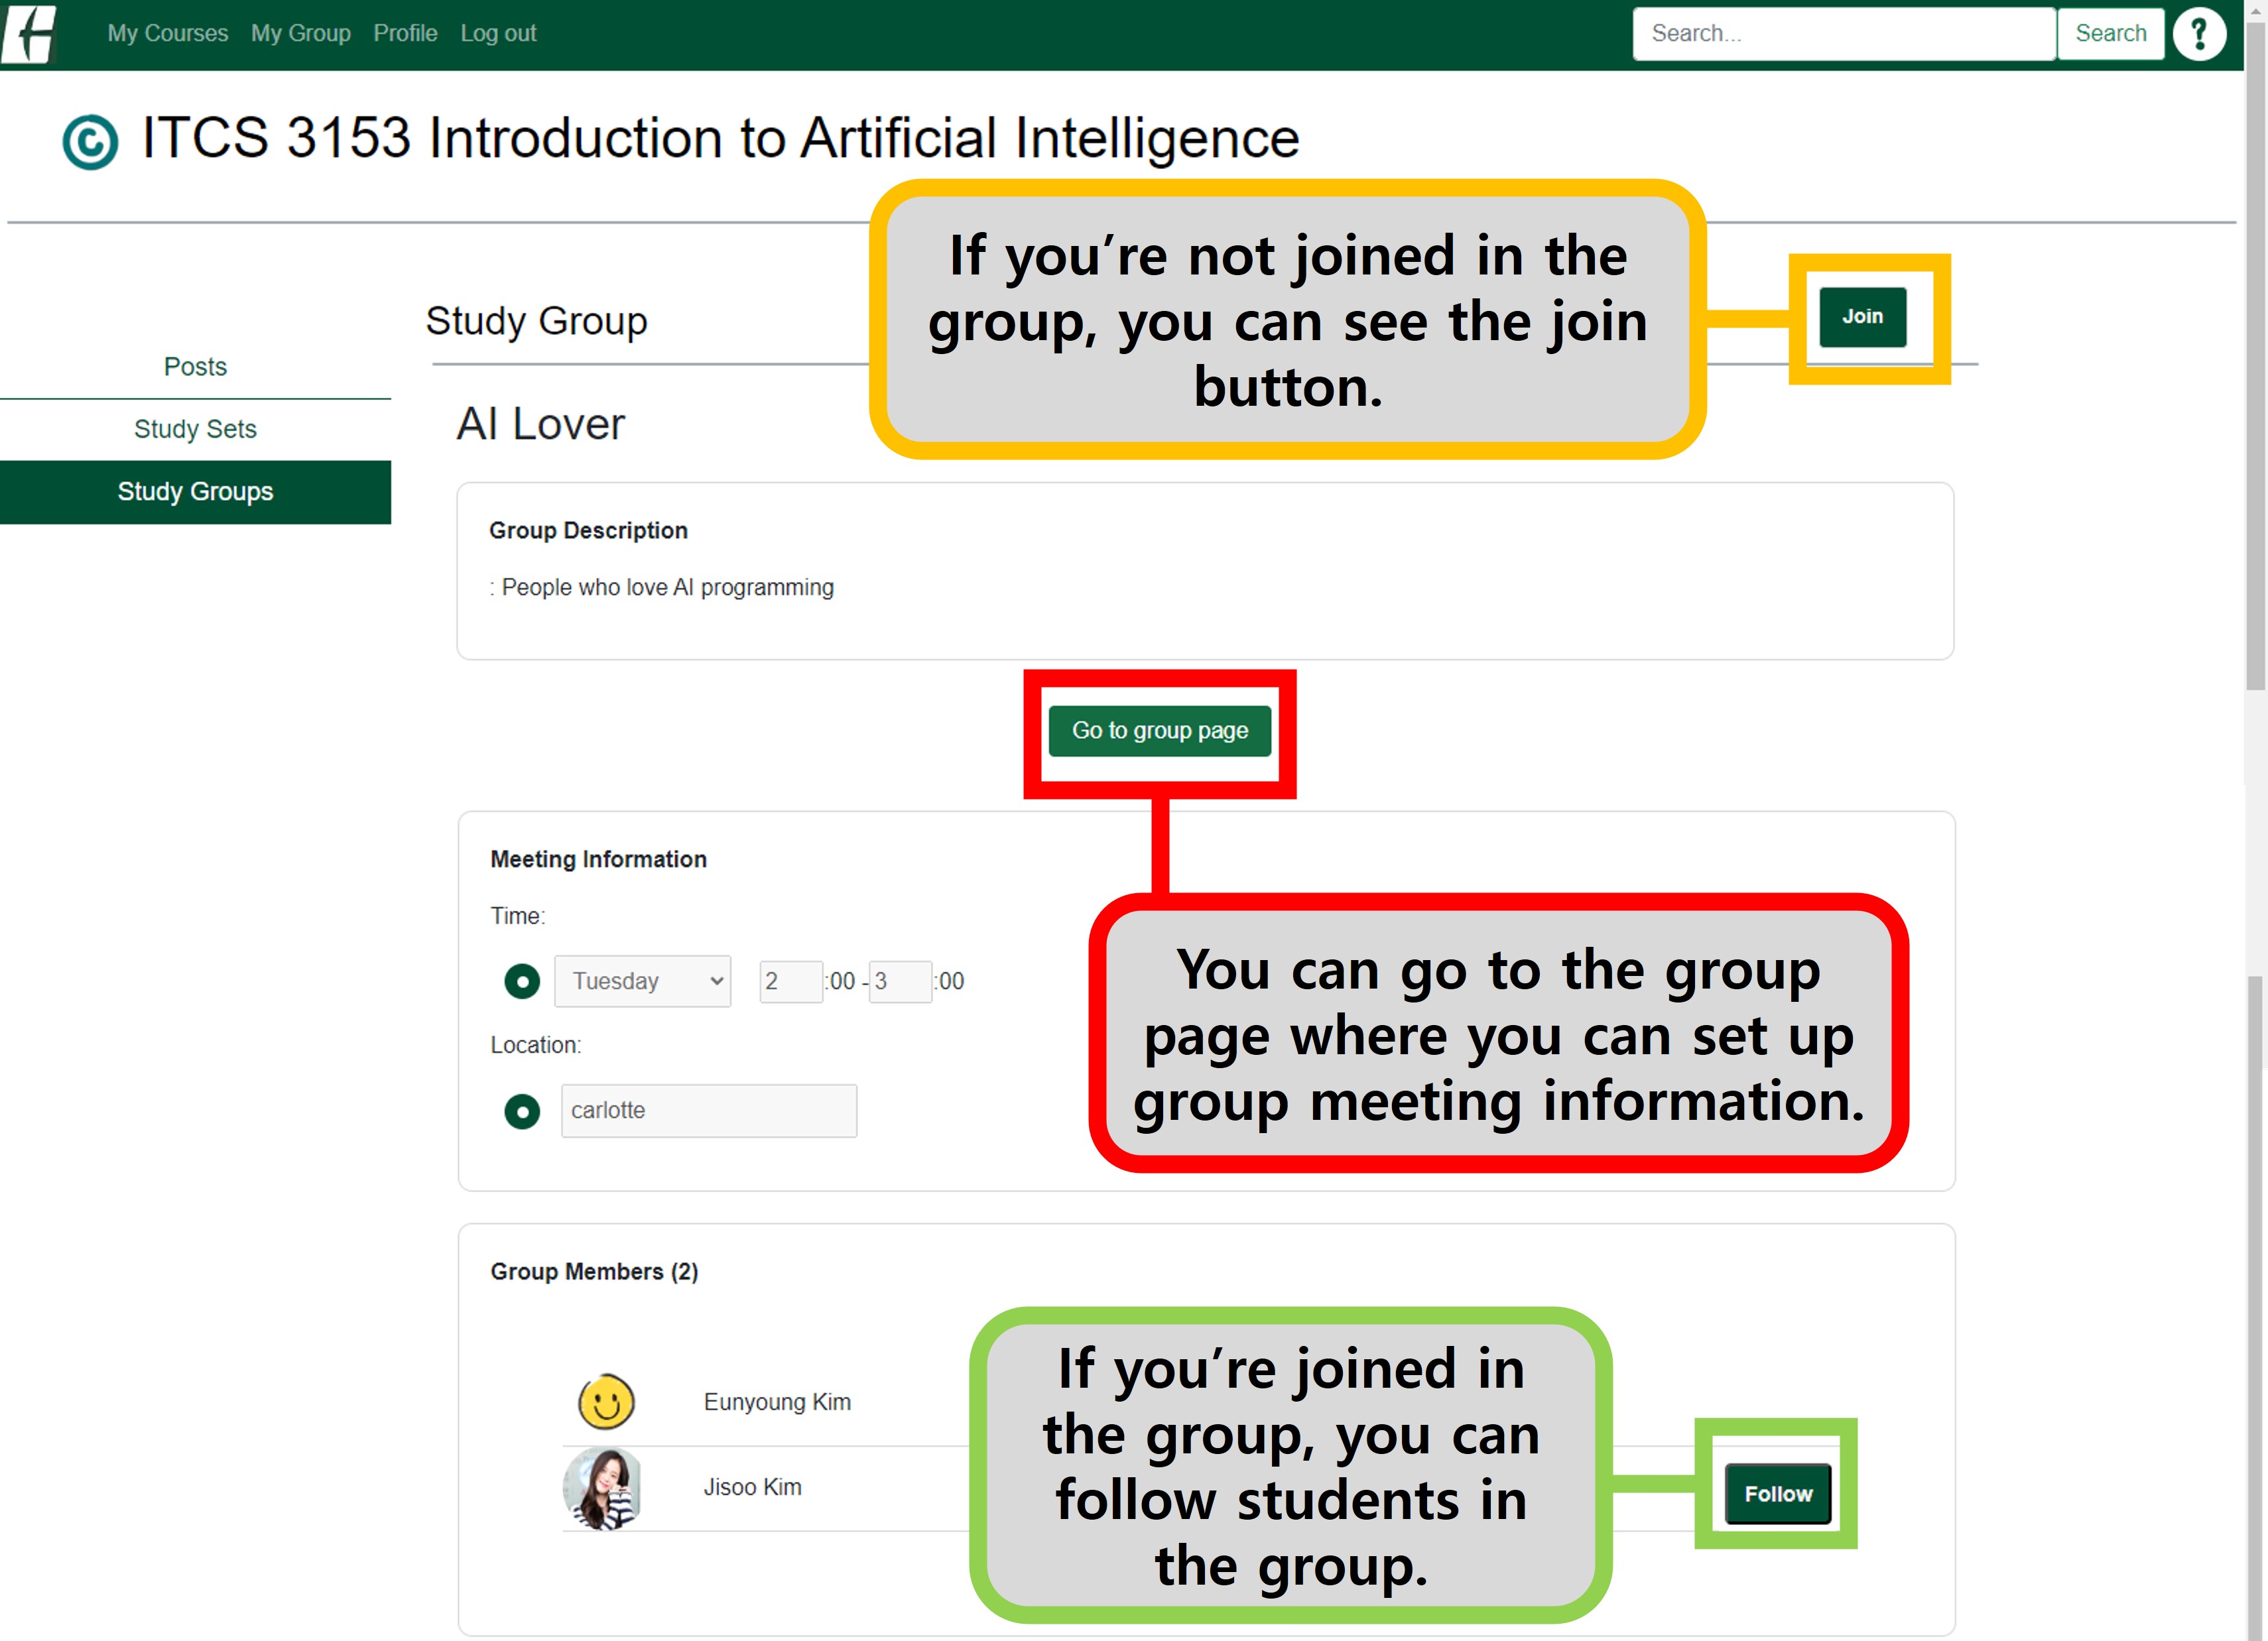 My Courses My Group Profile Log out Search... Search ?
© ITCS 3153 Introduction to Artificial Intelligence
If you’re not joined in the
group, you can see the join
button.
Join
Study Group
Posts
Study Sets
Study Groups
AI Lover
Group Description
: People who love AI programming
Go to group page
Meeting Information
Time:
Tuesday 2 :00 - 3 :00
Location:
carlotte
You can go to the group
page where you can set up
group meeting information.
Group Members (2)
Eunyoung Kim
Jisoo Kim
If you’re joined in
the group, you can
follow students in
the group.
Follow